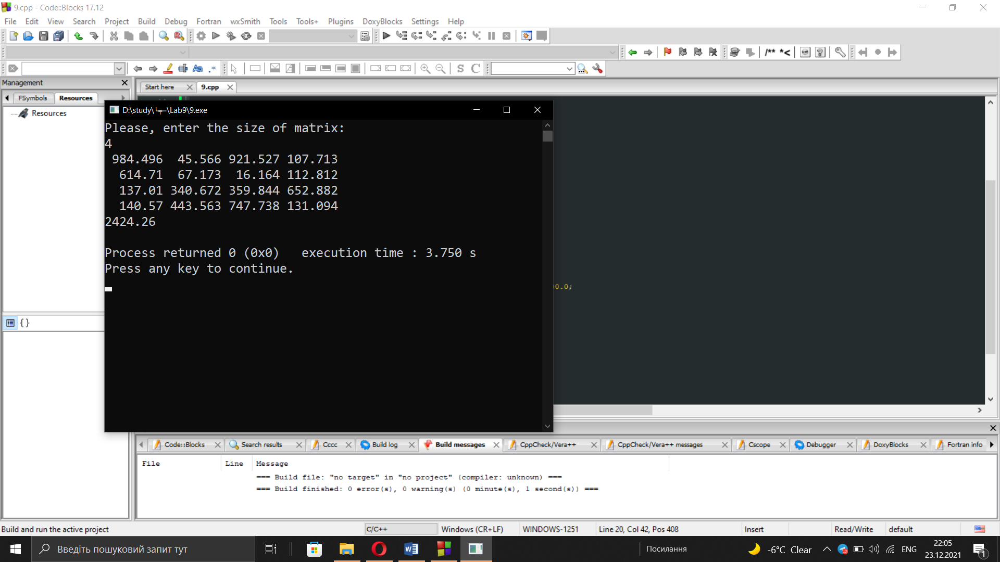 9.cpp - Code::Blocks 17.12
File Edit View Search Project Build Debug Fortran wxSmith Tools Tools+ Plugins DoxyBlocks Settings Help
/** *<
S C
Management
FSymbols Resources
Resources
Start here 9.cpp
D:\study\└╤─\Lab9\9.exe
Please, enter the size of matrix:
4
984.496 45.566 921.527 107.713
614.71 67.173 16.164 112.812
137.01 340.672 359.844 652.882
140.57 443.563 747.738 131.094
2424.26
Process returned 0 (0x0) execution time : 3.750 s
Press any key to continue.
0.0;
{}
Code::Blocks Search results Cccc Build log Build messages CppCheck/Vera++ CppCheck/Vera++ messages Cscope Debugger DoxyBlocks Fortran info
File Line Message
=== Build file: "no target" in "no project" (compiler: unknown) ===
=== Build finished: 0 error(s), 0 warning(s) (0 minute(s), 1 second(s)) ===
Build and run the active project C/C++ Windows (CR+LF) WINDOWS-1251 Line 20, Col 42, Pos 408 Insert Read/Write default
Введіть пошуковий запит тут Посилання -6°C Clear ENG 22:05
23.12.2021 1